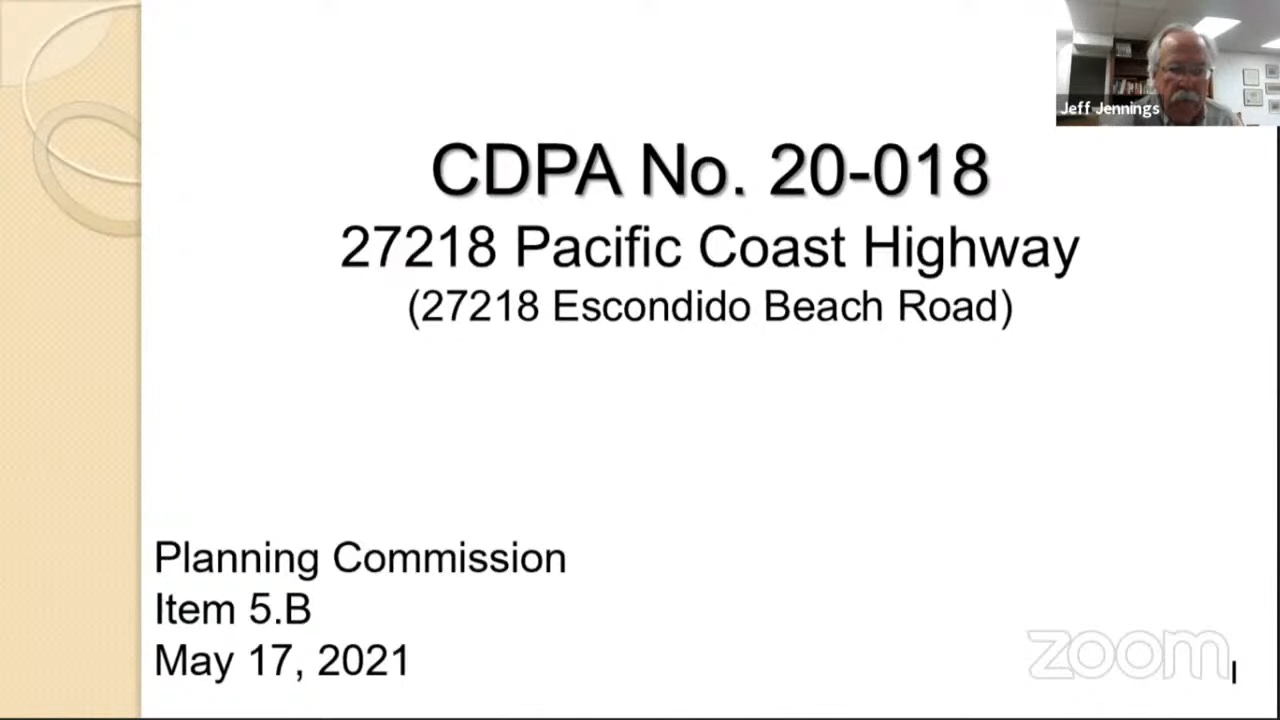 Jeff Jennings
CDPA No. 20-018
27218 Pacific Coast Highway
(27218 Escondido Beach Road)
Planning Commission
Item 5.B
May 17, 2021
zoom
1